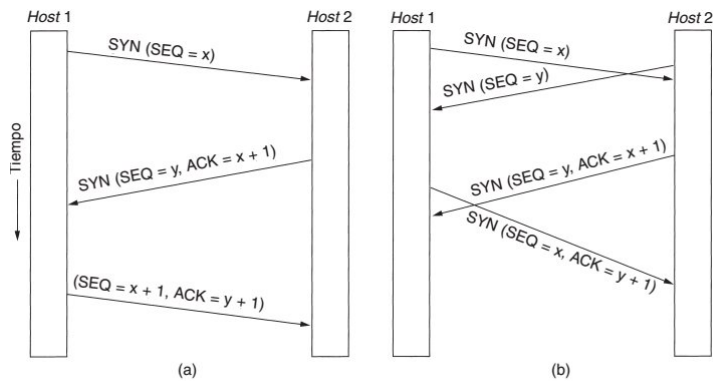 Host 1
Host 2
SYN (SEQ = x)
SYN (SEQ = y, ACK = x + 1)
(SEQ = x + 1, ACK = y + 1)
Tiempo
(a)
Host 1
Host 2
SYN (SEQ = x)
SYN (SEQ = y)
SYN (SEQ = y, ACK = x + 1)
SYN (SEQ = x, ACK = y + 1)
(b)